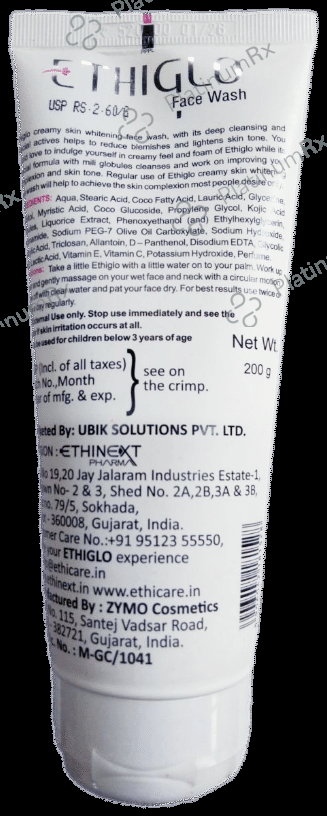 01/26
ETHIGLO
USP RS-2-60/g
Face Wash
creamy skin whitening face wash, with its deep cleansing and
actives helps to reduce blemishes and lightens skin tone. You
love to indulge yourself in creamy feel and foam of Ethiglo while its
formula with mili globules cleanses and work on improving
and skin tone. Regular use of Ethiglo creamy skin whitening
wash will help to achieve the skin complexion most people desire
Aqua, Stearic Acid, Coco Fatty Acid, Lauric Acid, Glycerine,
Myristic Acid, Coco Glucoside, Propylene Glycol, Kojic
Liquorice Extract, Phenoxyethanol (and) Ethylhexylglycerin,
Sodium PEG-7 Olive Oil Carboxylate, Sodium Hydroxide,
Acid, Triclosan, Allantoin, D-Panthenol, Disodium EDTA, Glycolic
Acid, Vitamin E, Vitamin C, Potassium Hydroxide, Perfume.
Take a little Ethiglo with a little water on to your palm. Work up
and gently massage on your wet face and neck with a circular motion
off with clear water and pat your face dry. For best results use twice
regularly.
Use Only. Stop use immediately and see the
if skin irritation occurs at all.
be used for children below 3 years of age
Net Wt.
200 g
(Incl. of all taxes)
No.,Month
of mfg. & exp.
see on
the crimp.
By: UBIK SOLUTIONS PVT. LTD.
ETHINEXT
PHARMA
No 19,20 Jay Jalaram Industries Estate-1,
No- 2 & 3, Shed No. 2A,2B,3A & 3B,
79/5, Sokhada,
-360008, Gujarat, India.
Care No.:+91 95123 55550,
your ETHIGLO experience
@ethicare.in
www.ethicare.in
By : ZYMO Cosmetics
No. 115, Santej Vadsar Road,
382721, Gujarat, India.
No. : M-GC/1041
PlatinumRx